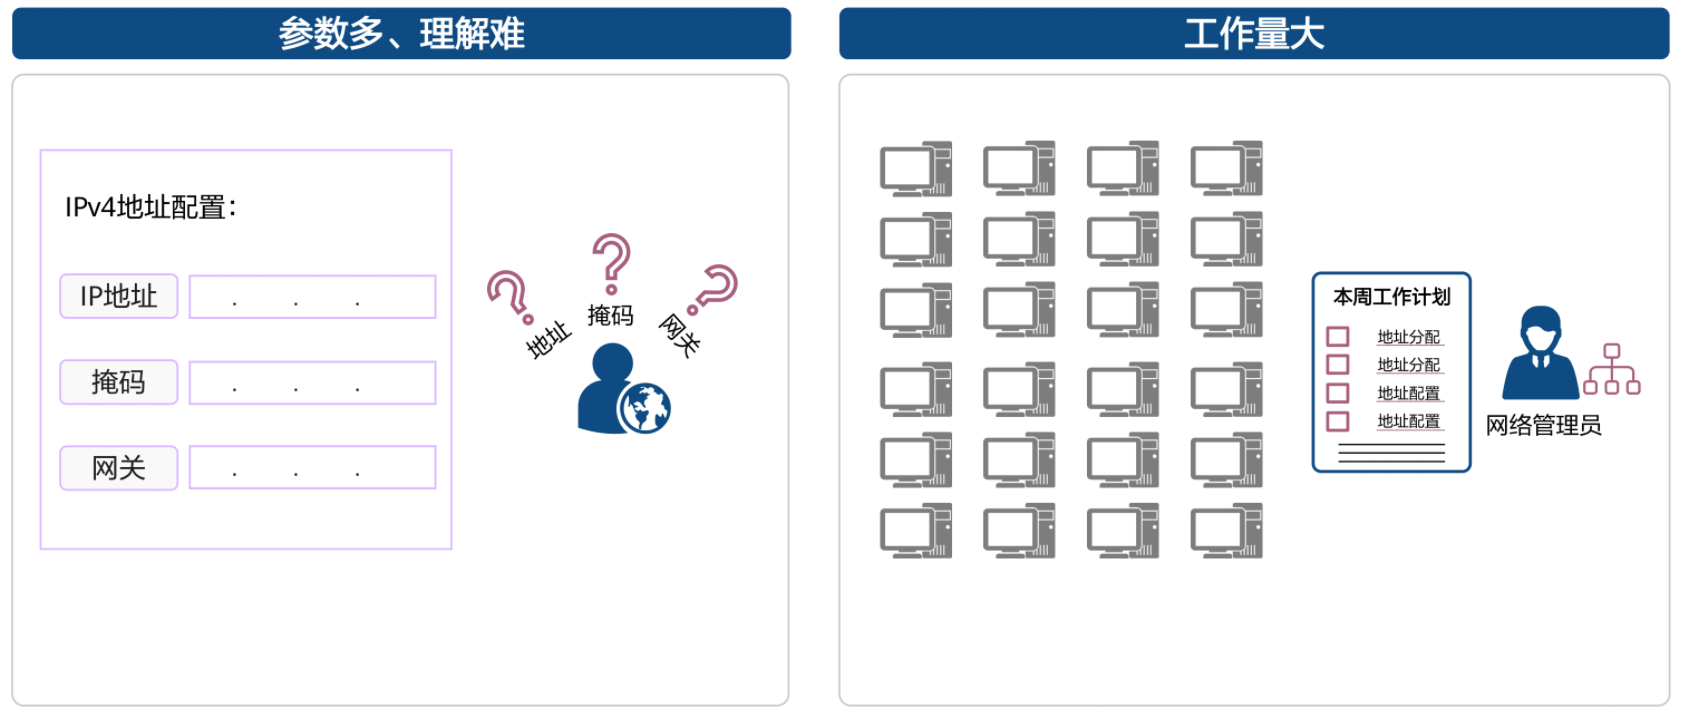 参数多、理解难
IPv4地址配置：
IP地址 . . .
掩码 . . .
网关 . . .
地址
掩码
网关
工作量大
本周工作计划
地址分配
地址分配
地址配置
地址配置
网络管理员